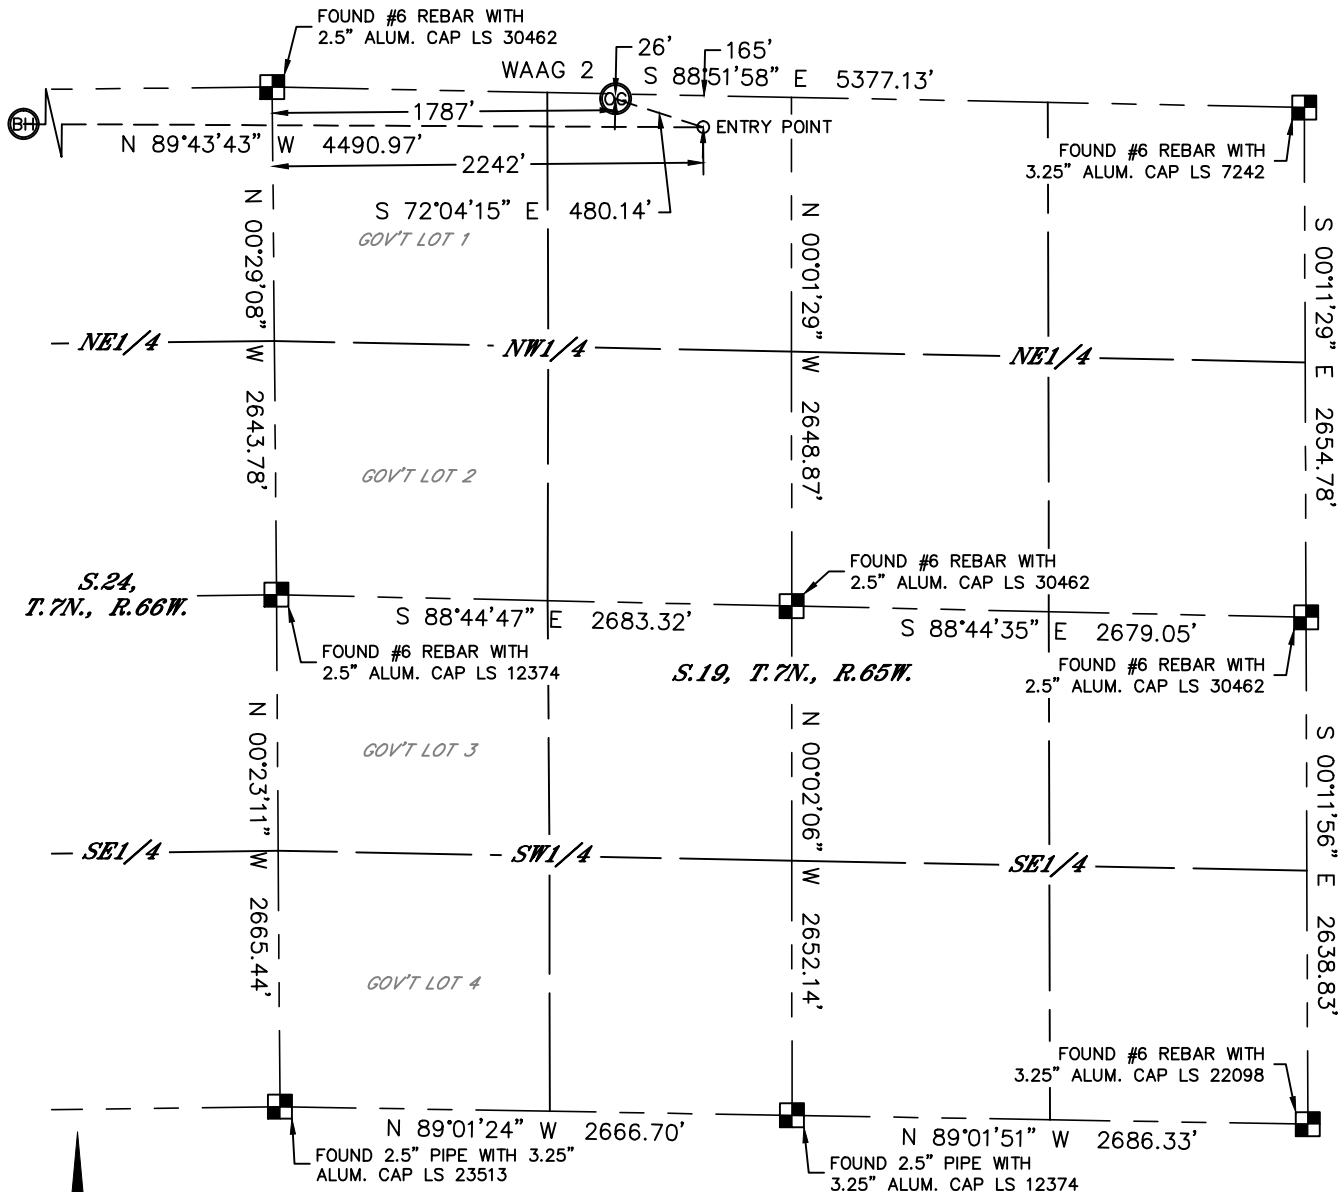 FOUND #6 REBAR WITH
2.5" ALUM. CAP LS 30462
26'
165'
WAAG 2
S 88°51'58" E 5377.13'
OG
BH
1787'
ENTRY POINT
N 89°43'43" W 4490.97'
2242'
FOUND #6 REBAR WITH
3.25" ALUM. CAP LS 7242
S 72°04'15" E 480.14'
GOV'T LOT 1
N 00°29'08" W 2643.78'
N 00°01'29" W 2648.87'
S 00°11'29" E 2654.78'
NE1/4
NW1/4
NE1/4
GOV'T LOT 2
S.24,
T.7N., R.66W.
FOUND #6 REBAR WITH
2.5" ALUM. CAP LS 30462
S 88°44'47" E 2683.32'
S 88°44'35" E 2679.05'
FOUND #6 REBAR WITH
2.5" ALUM. CAP LS 12374
S.19, T.7N., R.65W.
FOUND #6 REBAR WITH
2.5" ALUM. CAP LS 30462
GOV'T LOT 3
N 00°23'11" W 2665.44'
N 00°02'06" W 2652.14'
S 00°11'56" E 2638.83'
SE1/4
SW1/4
SE1/4
GOV'T LOT 4
FOUND #6 REBAR WITH
3.25" ALUM. CAP LS 22098
N 89°01'24" W 2666.70'
N 89°01'51" W 2686.33'
FOUND 2.5" PIPE WITH 3.25"
ALUM. CAP LS 23513
FOUND 2.5" PIPE WITH
3.25" ALUM. CAP LS 12374